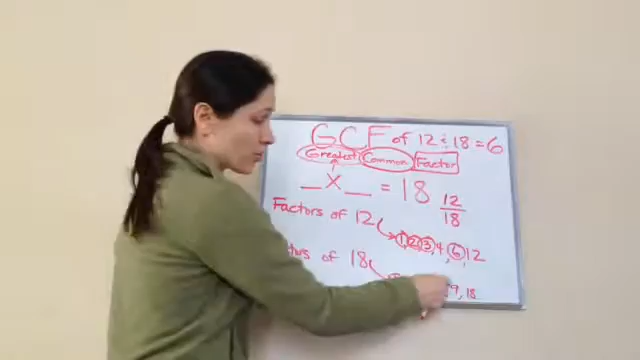 GCF of 12 & 18 = 6
Greatest Common Factor
_ X _ = 18 12/18
Factors of 12 1, 2, 3, 4, 6, 12
of 18 9, 18